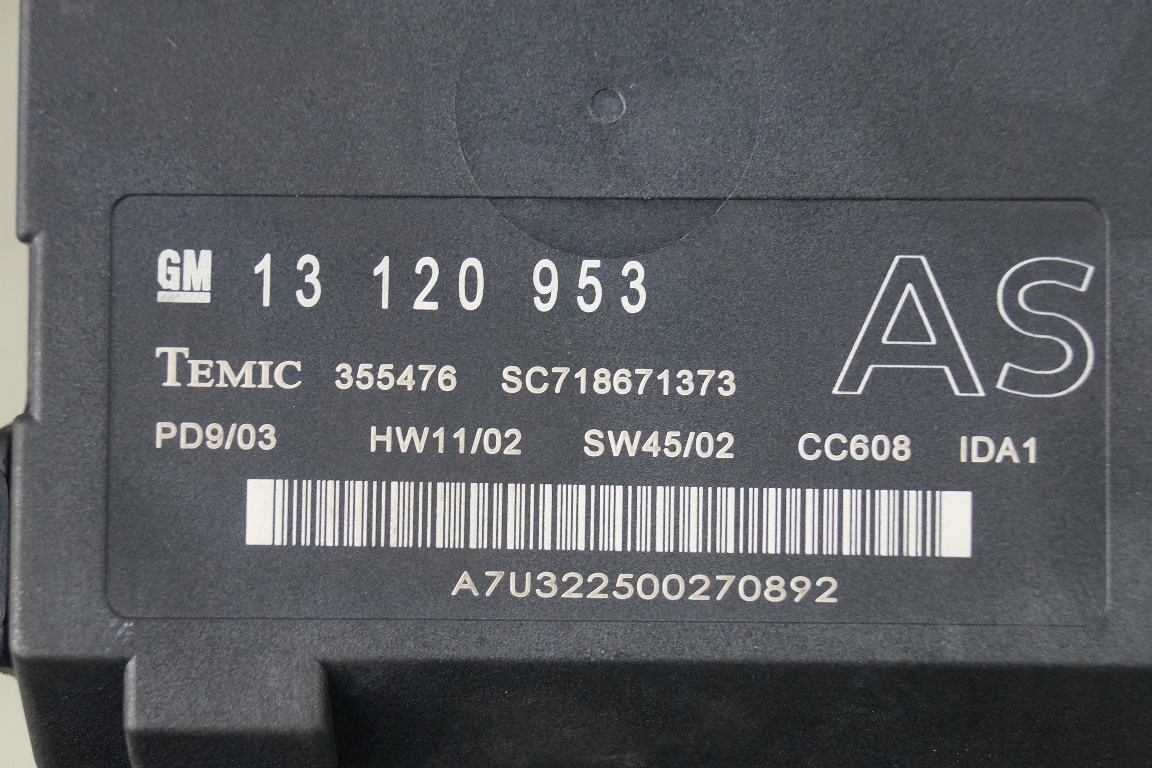 GM 13 120 953
AS
TEMIC 355476 SC718671373
PD9/03 HW11/02 SW45/02 CC608 IDA1
A7U322500270892